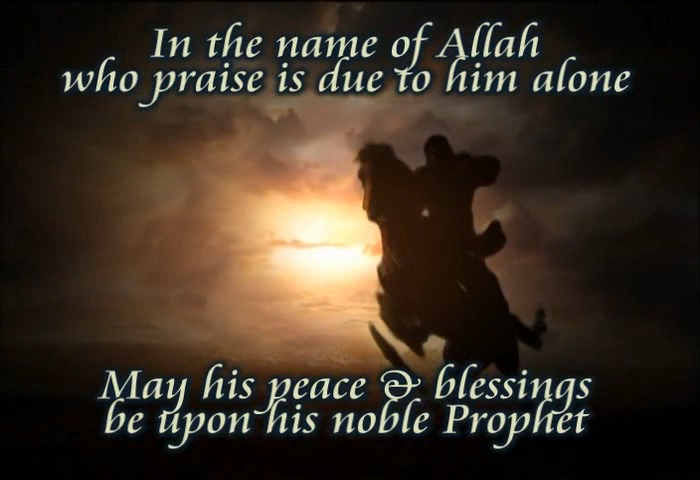 In the name of Allah
who praise is due to him alone
May his peace & blessings
be upon his noble Prophet